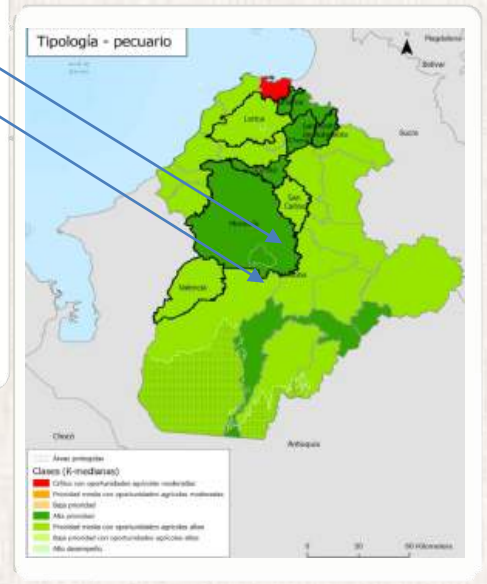 Tipología - pecuario
Magdalena
Bolívar
Lorica
Sucre
San
Carlos
Valencia
Chocó
Antioquia
Áreas protegidas
Clases (K-medianas)
Crítico con oportunidades agrícolas moderadas
Prioridad media con oportunidades agrícolas moderadas
Baja prioridad
Alta prioridad
Prioridad media con oportunidades agrícolas altas
Baja prioridad con oportunidades agrícolas altas
Alto desempeño
0 30 60 Kilometers